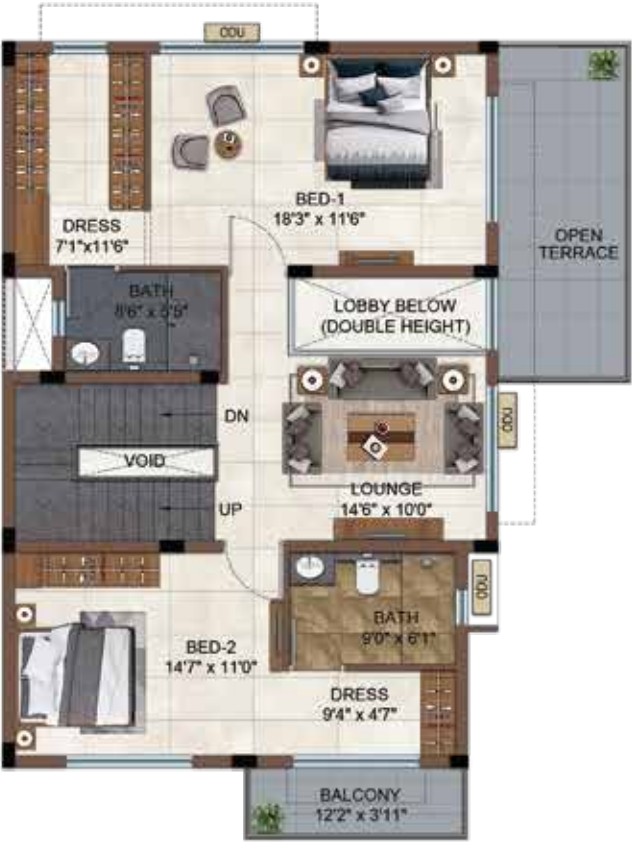 ODU
BED-1
18'3" x 11'6"
DRESS
7'1"x11'6"
OPEN
TERRACE
BATH
8'6" x 5'5"
LOBBY BELOW
(DOUBLE HEIGHT)
DN
ODU
VOID
LOUNGE
14'6" x 10'0"
UP
ODU
BATH
9'0" x 6'1"
BED-2
14'7" x 11'0"
DRESS
9'4" x 4'7"
BALCONY
12'2" x 3'11"